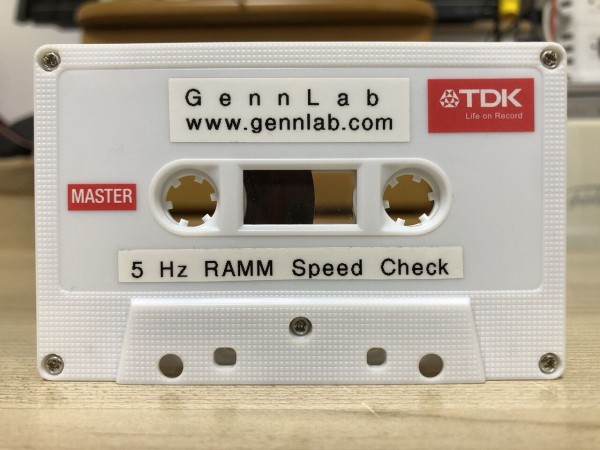 GennLab
www.gennlab.com
TDK
Life on Record
MASTER
5 Hz RAMM Speed Check